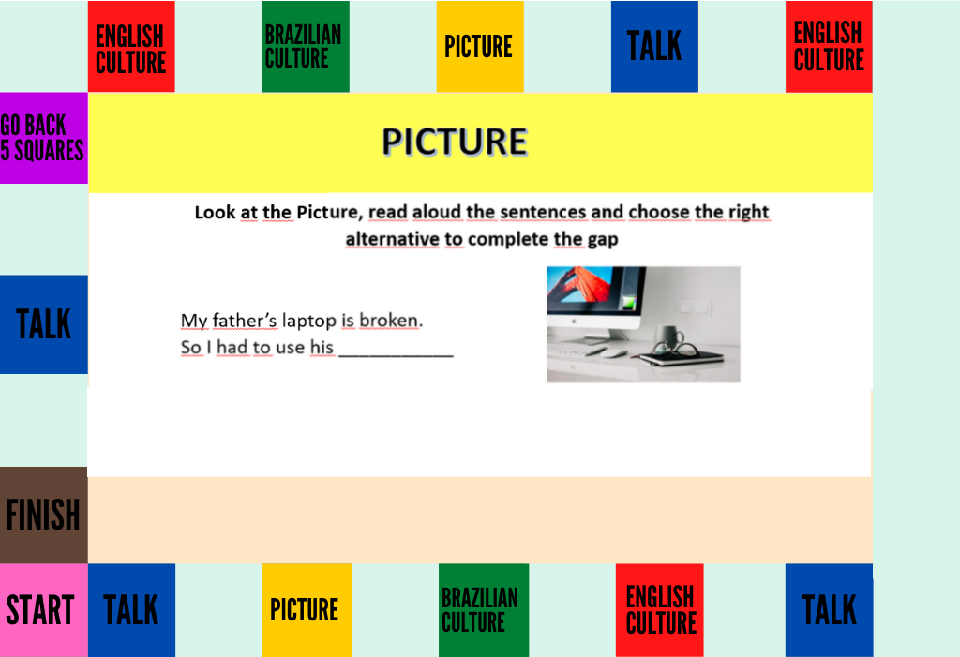 ENGLISH
CULTURE
BRAZILIAN
CULTURE
PICTURE
TALK
ENGLISH
CULTURE
GO BACK
5 SQUARES
PICTURE
Look at the Picture, read aloud the sentences and choose the right
alternative to complete the gap
My father's laptop is broken.
So I had to use his ___________
TALK
FINISH
START
TALK
PICTURE
BRAZILIAN
CULTURE
ENGLISH
CULTURE
TALK